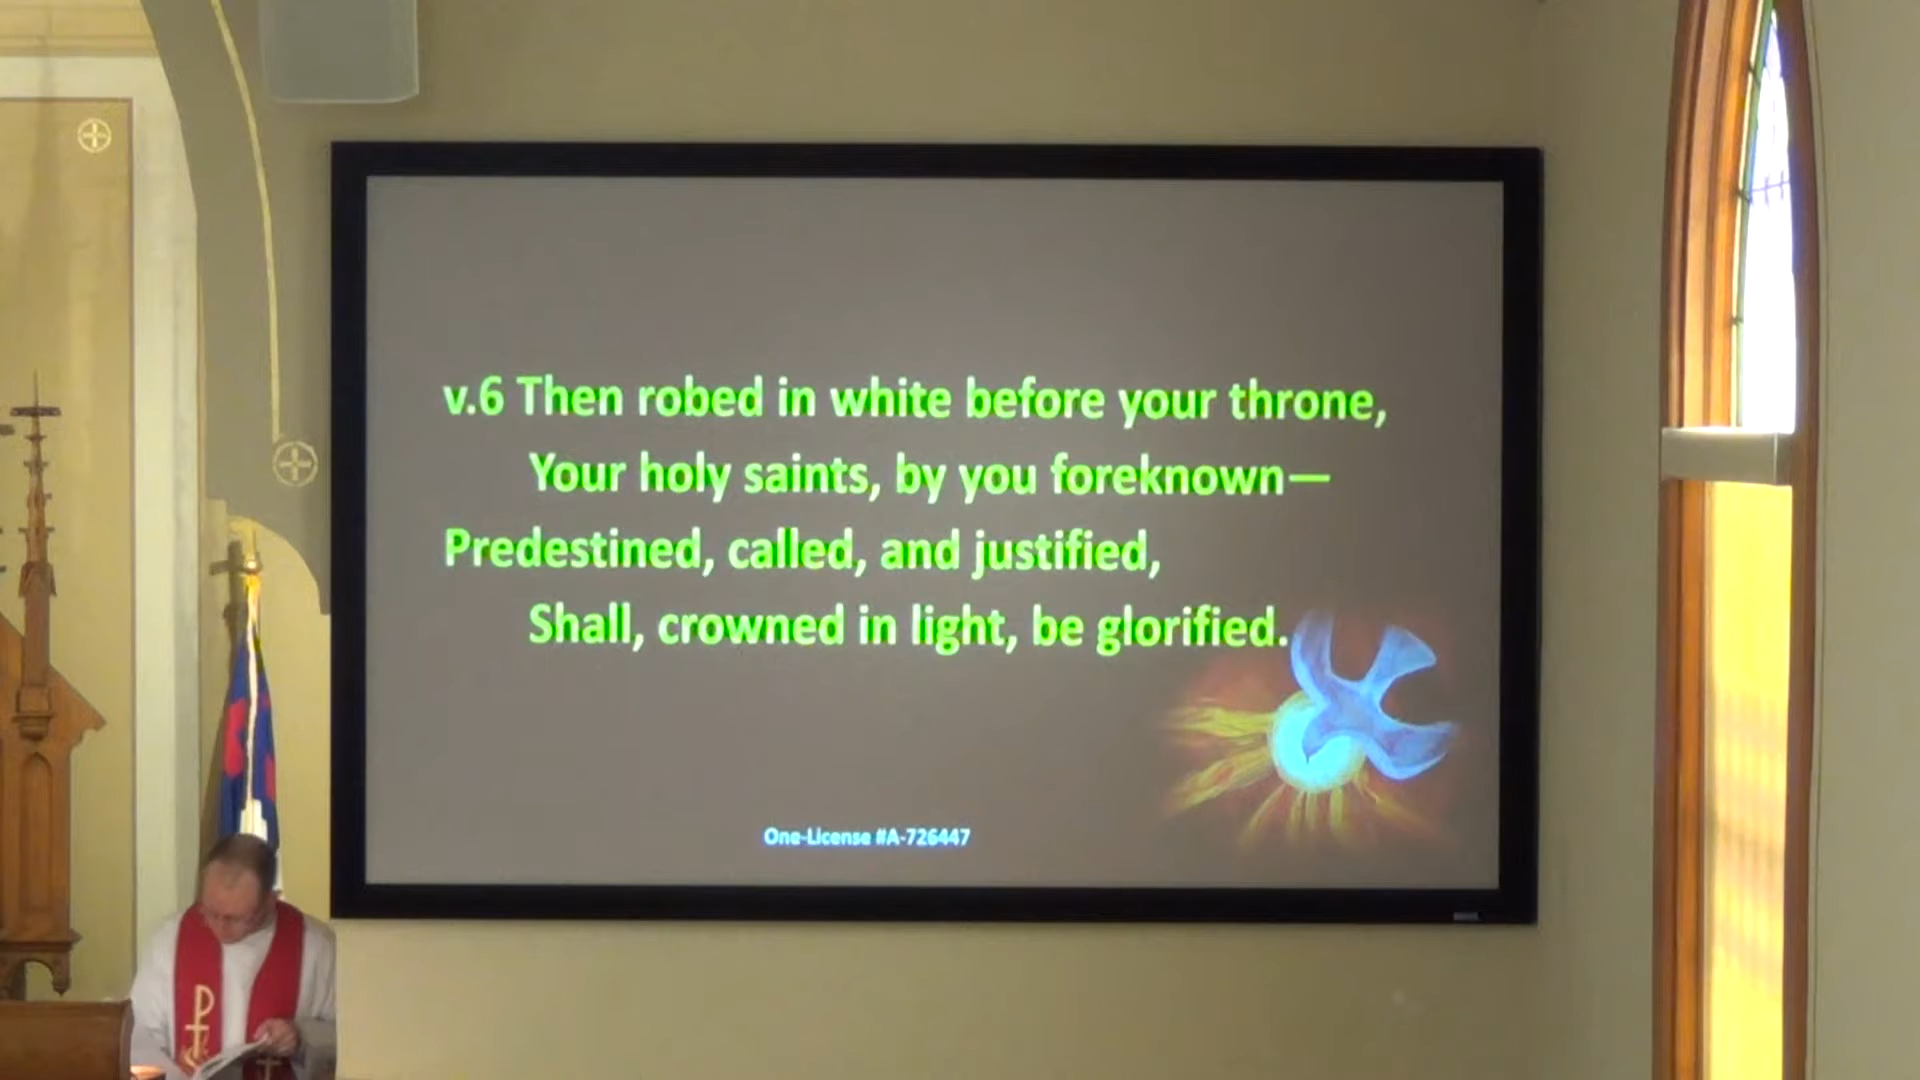 v.6 Then robed in white before your throne,
Your holy saints, by you foreknown—
Predestined, called, and justified,
Shall, crowned in light, be glorified.
One-License #A-726447